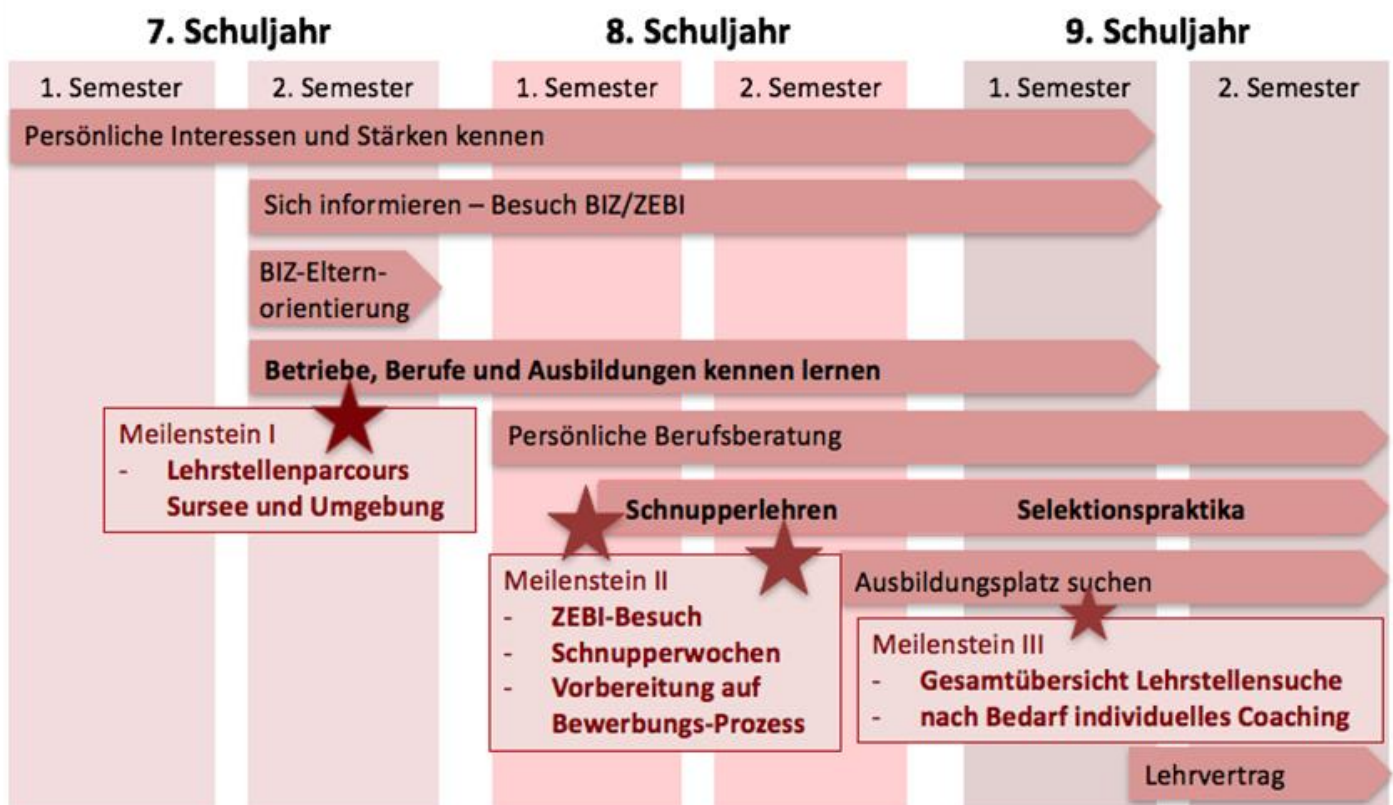 7. Schuljahr
8. Schuljahr
9. Schuljahr
1. Semester
2. Semester
1. Semester
2. Semester
1. Semester
2. Semester
Persönliche Interessen und Stärken kennen
Sich informieren – Besuch BIZ/ZEBI
BIZ-Eltern-
orientierung
Betriebe, Berufe und Ausbildungen kennen lernen
Meilenstein I
- Lehrstellenparcours
Sursee und Umgebung
Persönliche Berufsberatung
Schnupperlehren
Selektionspraktika
Meilenstein II
- ZEBI-Besuch
- Schnupperwochen
- Vorbereitung auf
Bewerbungs-Prozess
Ausbildungsplatz suchen
Meilenstein III
- Gesamtübersicht Lehrstellensuche
- nach Bedarf individuelles Coaching
Lehrvertrag